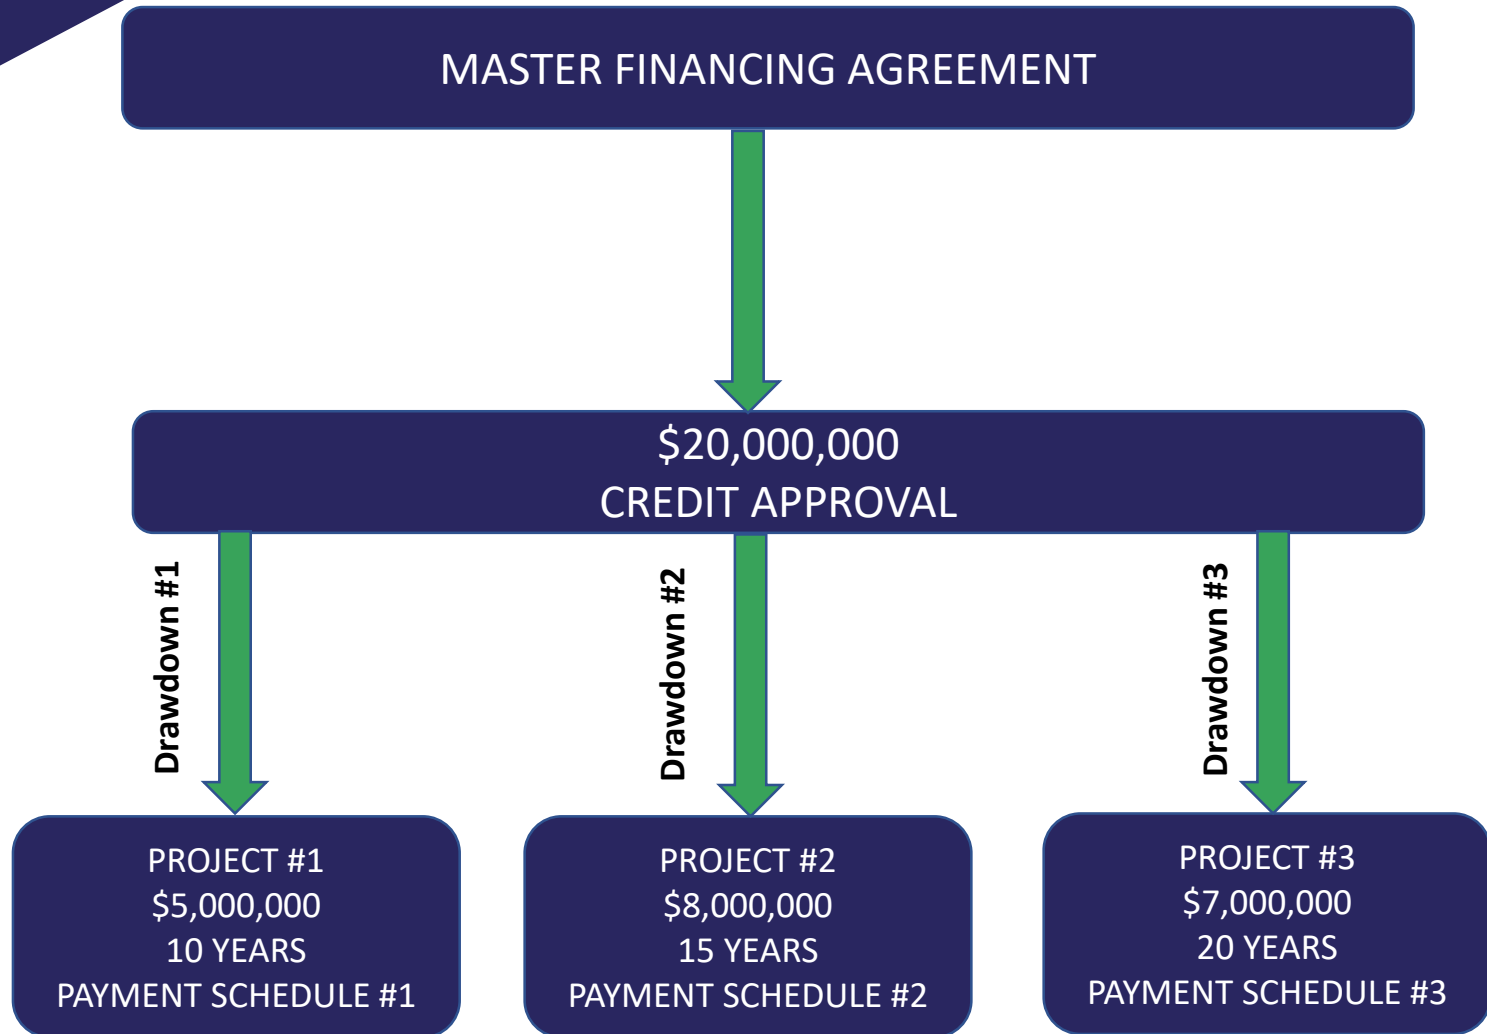 MASTER FINANCING AGREEMENT
$20,000,000
CREDIT APPROVAL
Drawdown #1
Drawdown #2
Drawdown #3
PROJECT #1
$5,000,000
10 YEARS
PAYMENT SCHEDULE #1
PROJECT #2
$8,000,000
15 YEARS
PAYMENT SCHEDULE #2
PROJECT #3
$7,000,000
20 YEARS
PAYMENT SCHEDULE #3